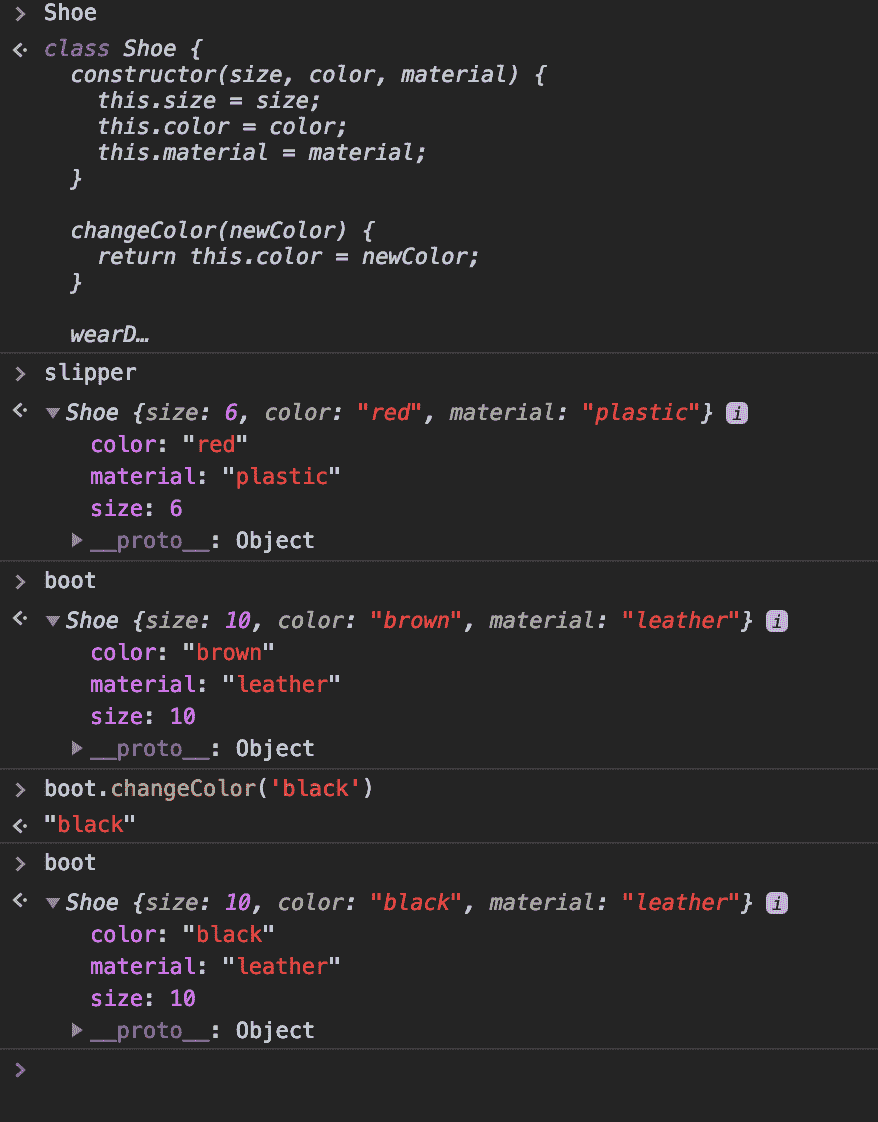 > Shoe
<· class Shoe {
  constructor(size, color, material) {
    this.size = size;
    this.color = color;
    this.material = material;
  }
  changeColor(newColor) {
    return this.color = newColor;
  }
  wearD…
> slipper
<· ▼Shoe {size: 6, color: "red", material: "plastic"} i
    color: "red"
    material: "plastic"
    size: 6
  ▶__proto__: Object
> boot
<· ▼Shoe {size: 10, color: "brown", material: "leather"} i
    color: "brown"
    material: "leather"
    size: 10
  ▶__proto__: Object
> boot.changeColor('black')
<· "black"
> boot
<· ▼Shoe {size: 10, color: "black", material: "leather"} i
    color: "black"
    material: "leather"
    size: 10
  ▶__proto__: Object
>